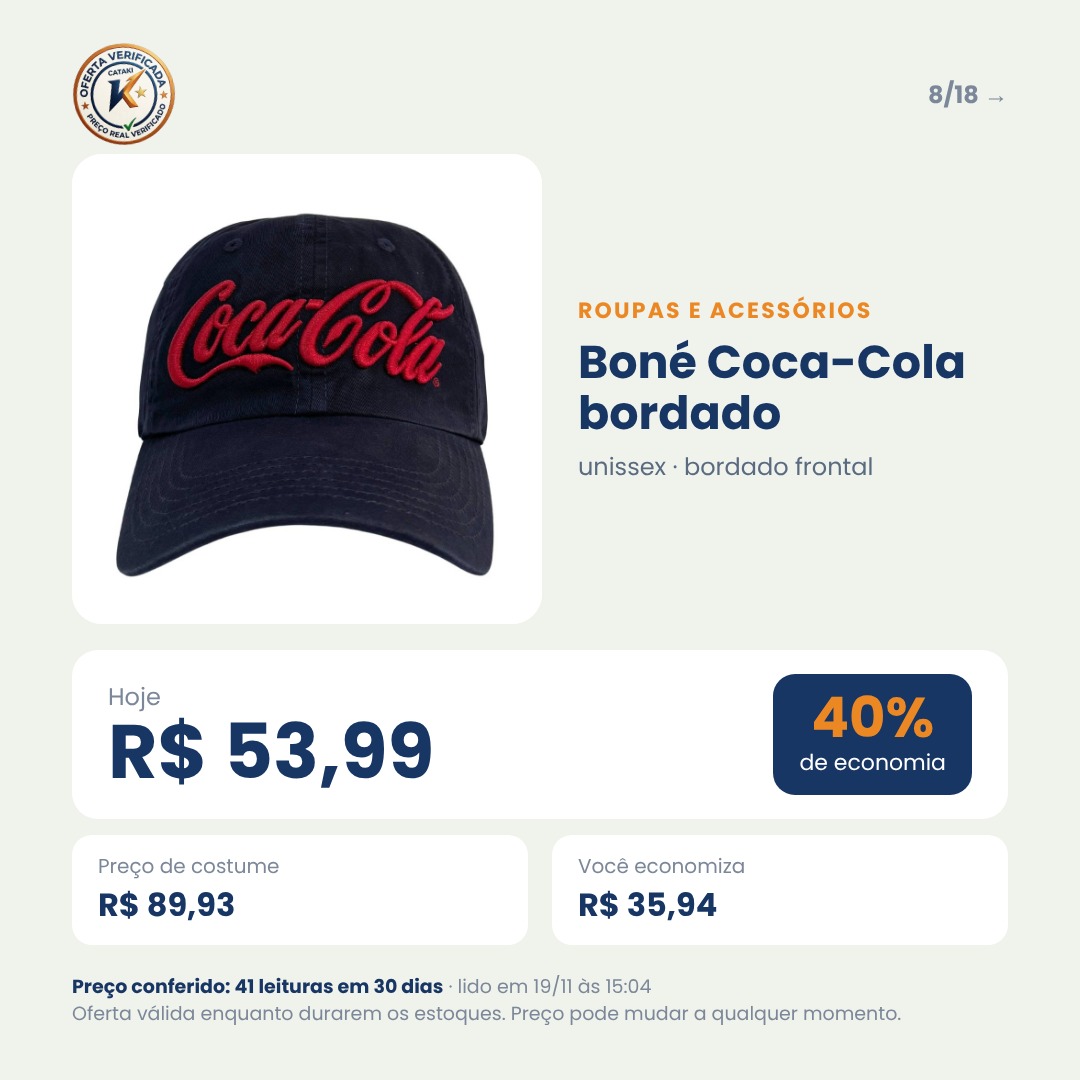 OFERTA VERIFICADA
CATAKI
K
PREÇO REAL VERIFICADO
8/18 →
Coca-Cola
®
ROUPAS E ACESSÓRIOS
Boné Coca-Cola
bordado
unissex · bordado frontal
Hoje
R$ 53,99
40%
de economia
Preço de costume
R$ 89,93
Você economiza
R$ 35,94
Preço conferido: 41 leituras em 30 dias · lido em 19/11 às 15:04
Oferta válida enquanto durarem os estoques. Preço pode mudar a qualquer momento.